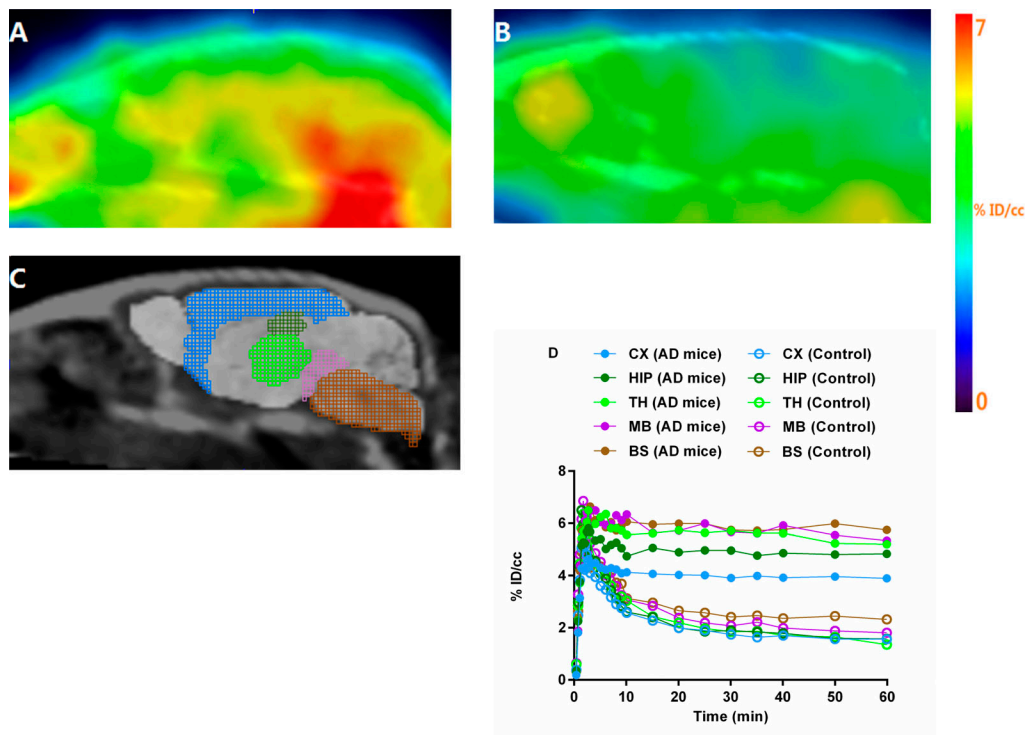 A
B
7
% ID/cc
0
C
D
CX (AD mice) CX (Control)
HIP (AD mice) HIP (Control)
TH (AD mice) TH (Control)
MB (AD mice) MB (Control)
BS (AD mice) BS (Control)
8
6
4
2
0
% ID/cc
0 10 20 30 40 50 60
Time (min)